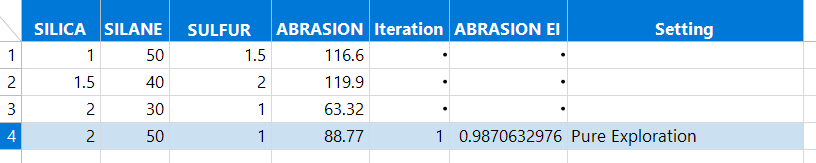 SILICA SILANE SULFUR ABRASION Iteration ABRASION EI Setting
1 1 50 1.5 116.6 • •
2 1.5 40 2 119.9 • •
3 2 30 1 63.32 • •
4 2 50 1 88.77 1 0.9870632976 Pure Exploration